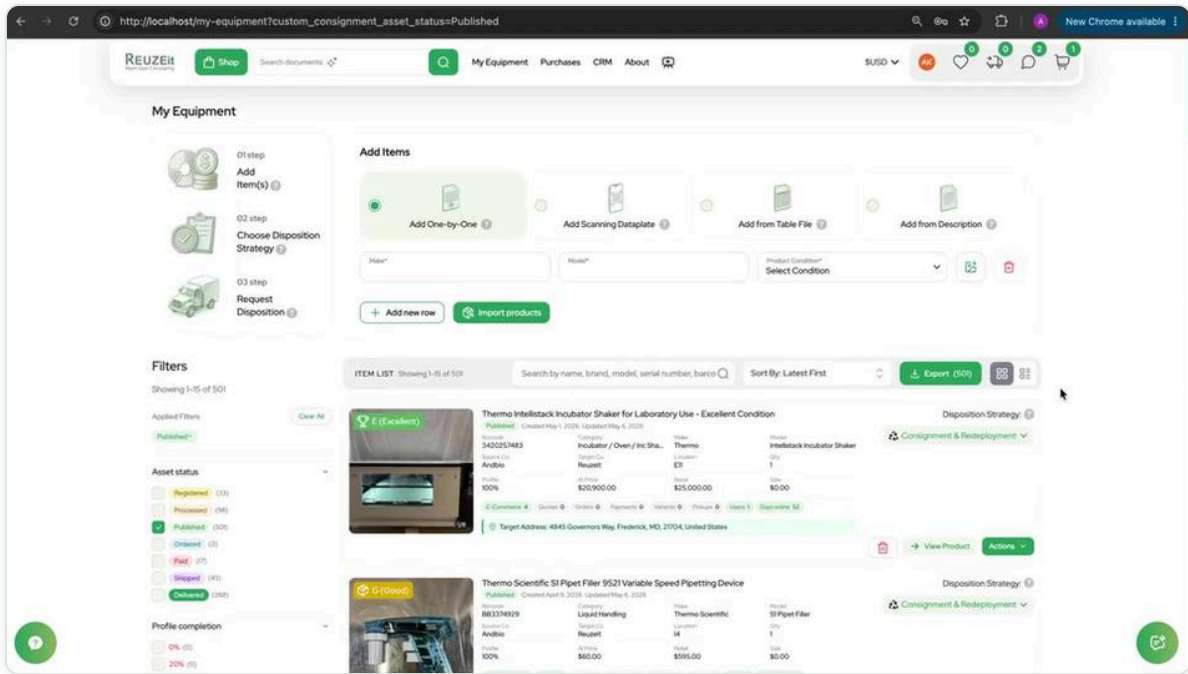 http://localhost/my-equipment?custom_consignment_asset_status=Published
New Chrome available
REUZEit
Shop
Search documents
My Equipment Purchases CRM About
$USD
AK
0 0 2 1
My Equipment
01 step
Add Item(s)
02 step
Choose Disposition Strategy
03 step
Request Disposition
Add Items
Add One-by-One
Add Scanning Dataplate
Add from Table File
Add from Description
Make*
Model*
Product Condition*
Select Condition
+ Add new row
Import products
Filters
Showing 1-15 of 501
Applied Filters
Clear All
Published
Asset status
Registered (33)
Processed (98)
Published (501)
Ordered (3)
Paid (17)
Shipped (43)
Delivered (268)
Profile completion
0% (0)
20% (0)
ITEM LIST Showing 1-15 of 501
Search by name, brand, model, serial number, barco
Sort By: Latest First
Export (501)
E (Excellent)
1/8
Thermo Intellistack Incubator Shaker for Laboratory Use - Excellent Condition
Published Created May 1, 2026 Updated May 6, 2026
Barcode Category Make Model
3420257483 Incubator / Oven / Inc Sha... Thermo Intellistack Incubator Shaker
Source Co. Target Co. Location Qty
Andbio Reuzeit E11 1
Profile AI Price Retail Sale
100% $20,900.00 $25,000.00 $0.00
E-Commerce 4 Quotes 0 Orders 0 Payments 0 Variants 0 Pickups 0 Users 1 Days online 52
Target Address: 4845 Governors Way, Frederick, MD, 21704, United States
Disposition Strategy:
Consignment & Redeployment
View Product
Actions
G (Good)
Thermo Scientific S1 Pipet Filler 9521 Variable Speed Pipetting Device
Published Created April 9, 2026 Updated May 6, 2026
Barcode Category Make Model
BB3374929 Liquid Handling Thermo Scientific S1 Pipet Filler
Source Co. Target Co. Location Qty
Andbio Reuzeit I4 1
Profile AI Price Retail Sale
100% $60.00 $595.00 $0.00
Disposition Strategy:
Consignment & Redeployment